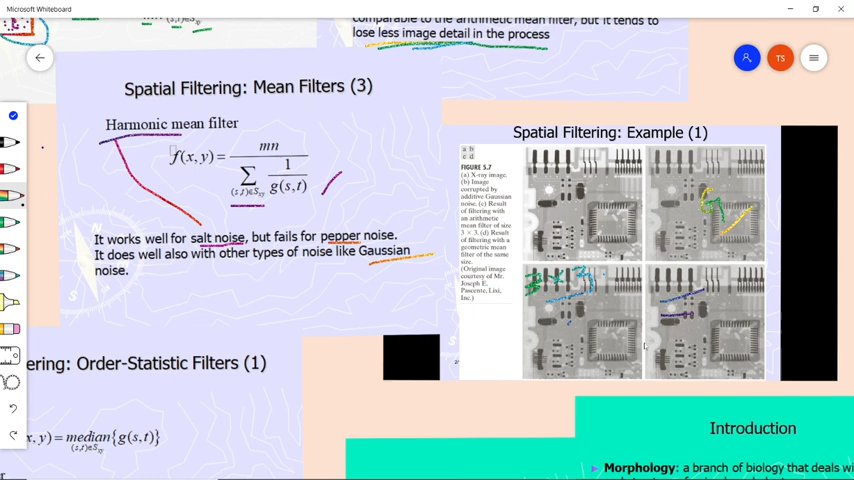 Microsoft Whiteboard
comparable to the arithmetic mean filter, but it tends to
lose less image detail in the process
TS
Spatial Filtering: Mean Filters (3)
Harmonic mean filter
f(x, y) = mn / ∑ (s,t)∈Sxy 1 / g(s,t)
It works well for salt noise, but fails for pepper noise.
It does well also with other types of noise like Gaussian
noise.
Spatial Filtering: Example (1)
a b
c d
FIGURE 5.7
(a) X-ray image.
(b) Image
corrupted by
additive Gaussian
noise. (c) Result
of filtering with
an arithmetic
mean filter of size
3 × 3. (d) Result
of filtering with a
geometric mean
filter of the same
size.
(Original image
courtesy of Mr.
Joseph E.
Pascente, Lixi,
Inc.)
3 × 3
ering: Order-Statistic Filters (1)
x, y) = median {g(s,t)}
(s,t)∈Sxy
Introduction
Morphology: a branch of biology that deals wi